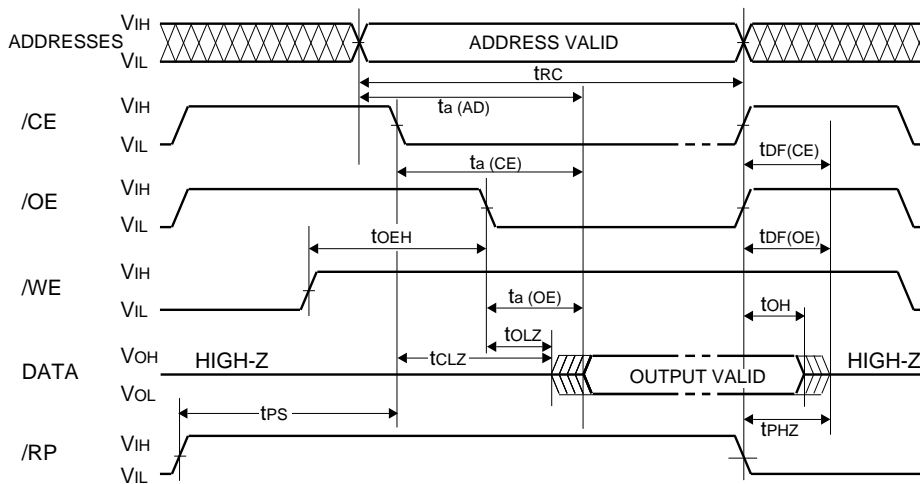 ADDRESSES VIH VIL ADDRESS VALID
tRC
ta (AD)
/CE VIH VIL
tDF(CE)
ta (CE)
/OE VIH VIL
tOEH
tDF(OE)
/WE VIH VIL
ta (OE)
tOH
tOLZ
DATA VOH VOL HIGH-Z tCLZ OUTPUT VALID HIGH-Z
tPS
tPHZ
/RP VIH VIL